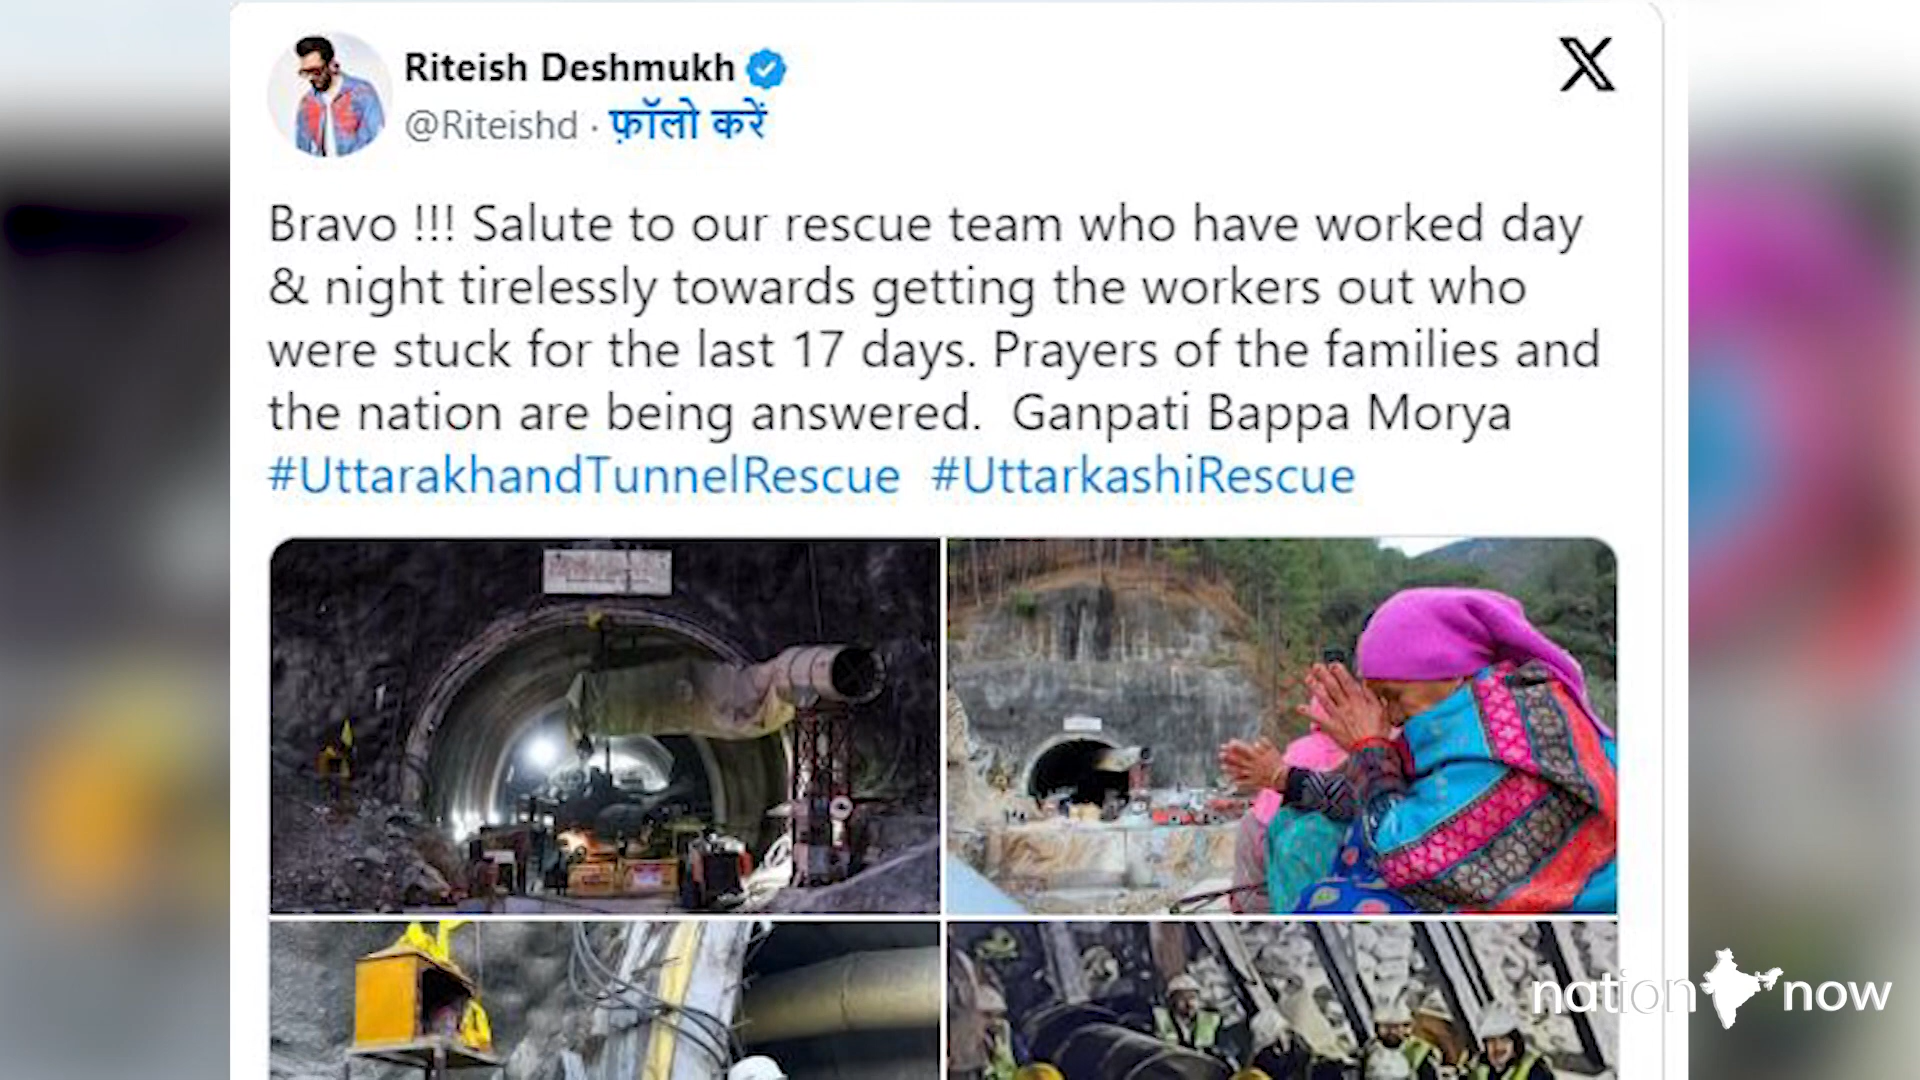 Riteish Deshmukh
@Riteishd · फ़ॉलो करें
Bravo !!! Salute to our rescue team who have worked day
& night tirelessly towards getting the workers out who
were stuck for the last 17 days. Prayers of the families and
the nation are being answered.  Ganpati Bappa Morya
#UttarakhandTunnelRescue  #UttarkashiRescue
nation now